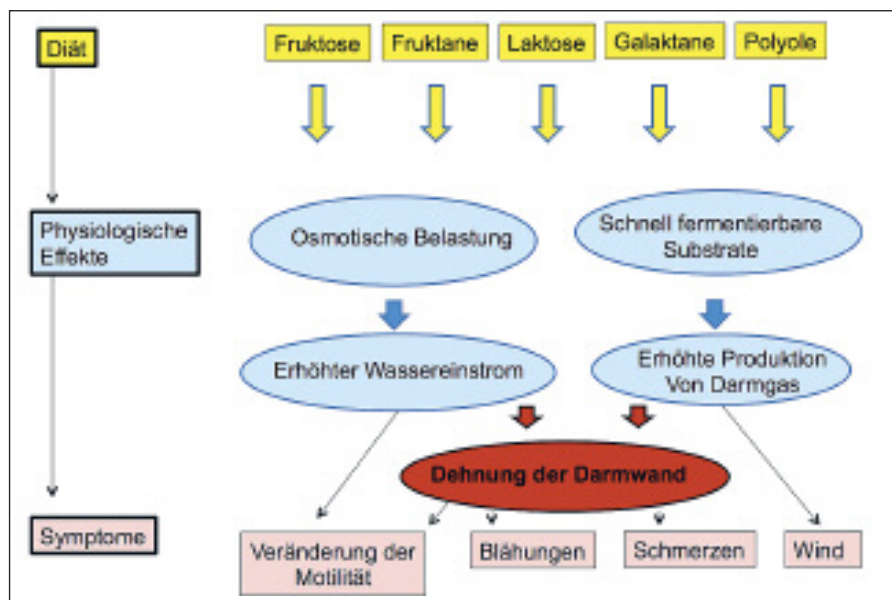 Diät
Fruktose
Fruktane
Laktose
Galaktane
Polyole
Physiologische
Effekte
Osmotische Belastung
Schnell fermentierbare
Substrate
Erhöhter Wassereinstrom
Erhöhte Produktion
Von Darmgas
Dehnung der Darmwand
Symptome
Veränderung der
Motilität
Blähungen
Schmerzen
Wind